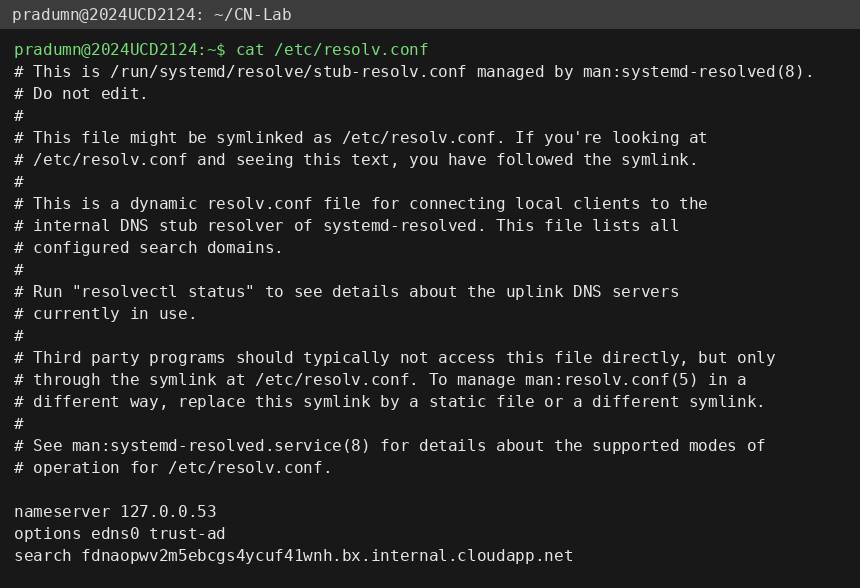 pradumn@2024UCD2124: ~/CN-Lab
pradumn@2024UCD2124:~$ cat /etc/resolv.conf
# This is /run/systemd/resolve/stub-resolv.conf managed by man:systemd-resolved(8).
# Do not edit.
#
# This file might be symlinked as /etc/resolv.conf. If you're looking at
# /etc/resolv.conf and seeing this text, you have followed the symlink.
#
# This is a dynamic resolv.conf file for connecting local clients to the
# internal DNS stub resolver of systemd-resolved. This file lists all
# configured search domains.
#
# Run "resolvectl status" to see details about the uplink DNS servers
# currently in use.
#
# Third party programs should typically not access this file directly, but only
# through the symlink at /etc/resolv.conf. To manage man:resolv.conf(5) in a
# different way, replace this symlink by a static file or a different symlink.
#
# See man:systemd-resolved.service(8) for details about the supported modes of
# operation for /etc/resolv.conf.
nameserver 127.0.0.53
options edns0 trust-ad
search fdnaopwv2m5ebcgs4ycuf41wnh.bx.internal.cloudapp.net